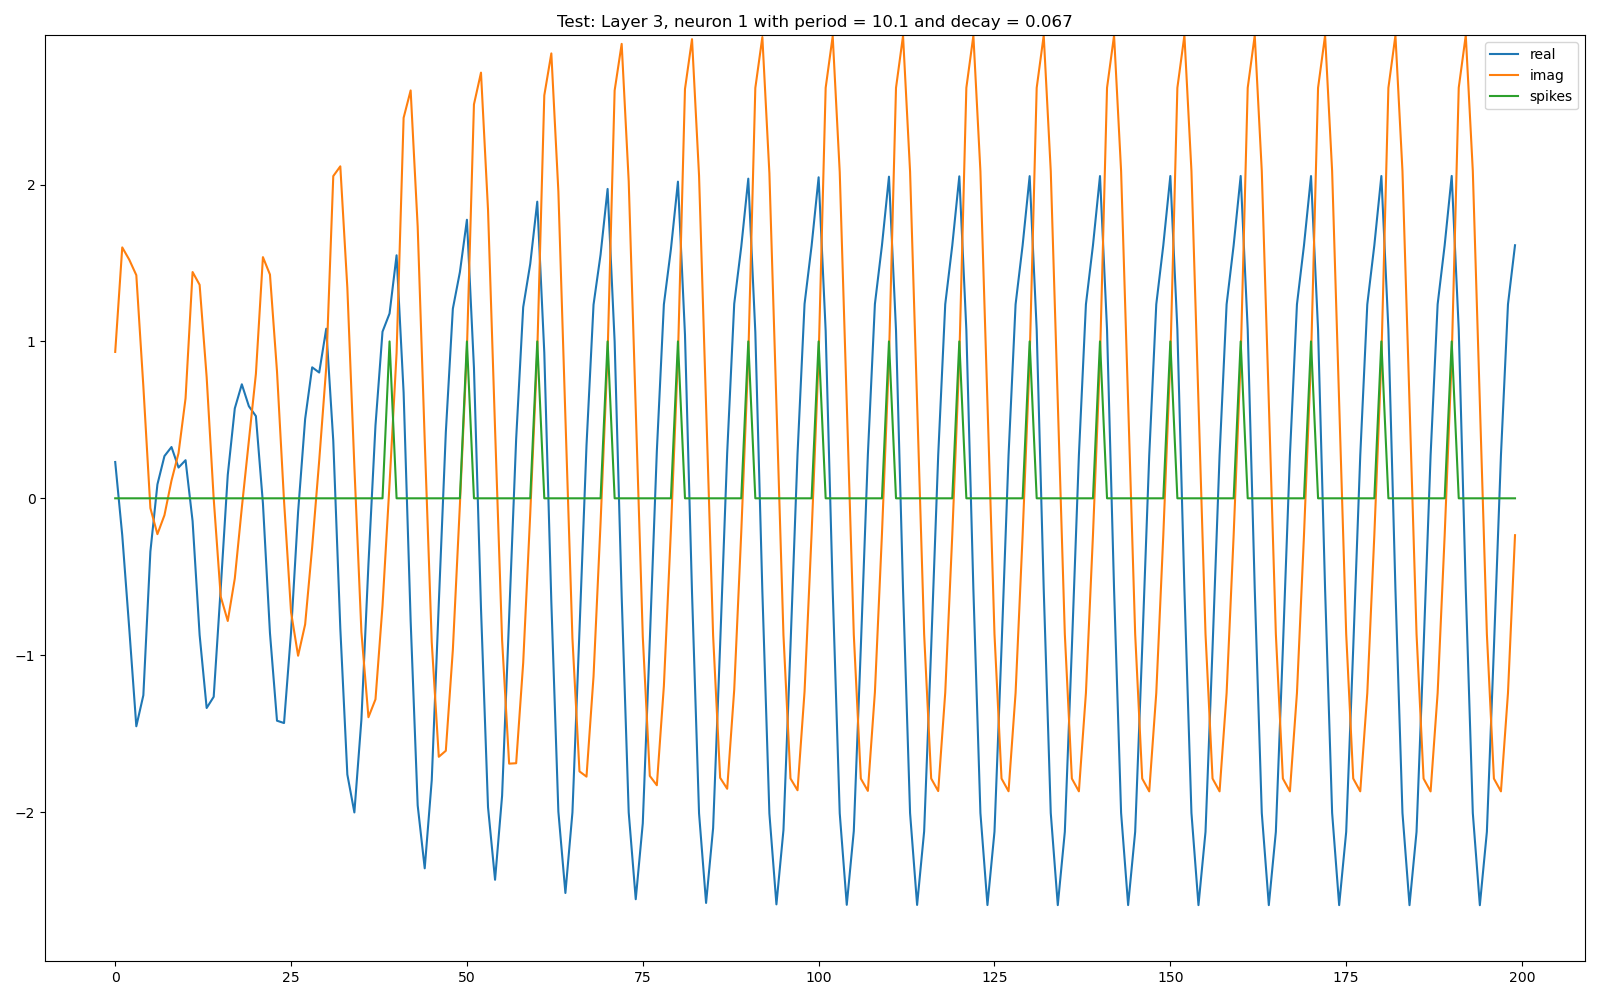 Test: Layer 3, neuron 1 with period = 10.1 and decay = 0.067
real
imag
spikes
2
1
0
−1
−2
0 25 50 75 100 125 150 175 200